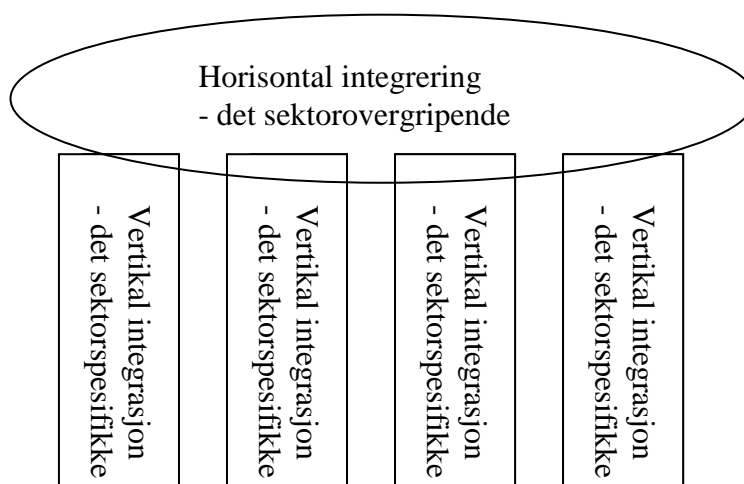 Horisontal integrering
- det sektorovergripende
Vertikal integrasjon
- det sektorspesifikke
Vertikal integrasjon
- det sektorspesifikke
Vertikal integrasjon
- det sektorspesifikke
Vertikal integrasjon
- det sektorspesifikke